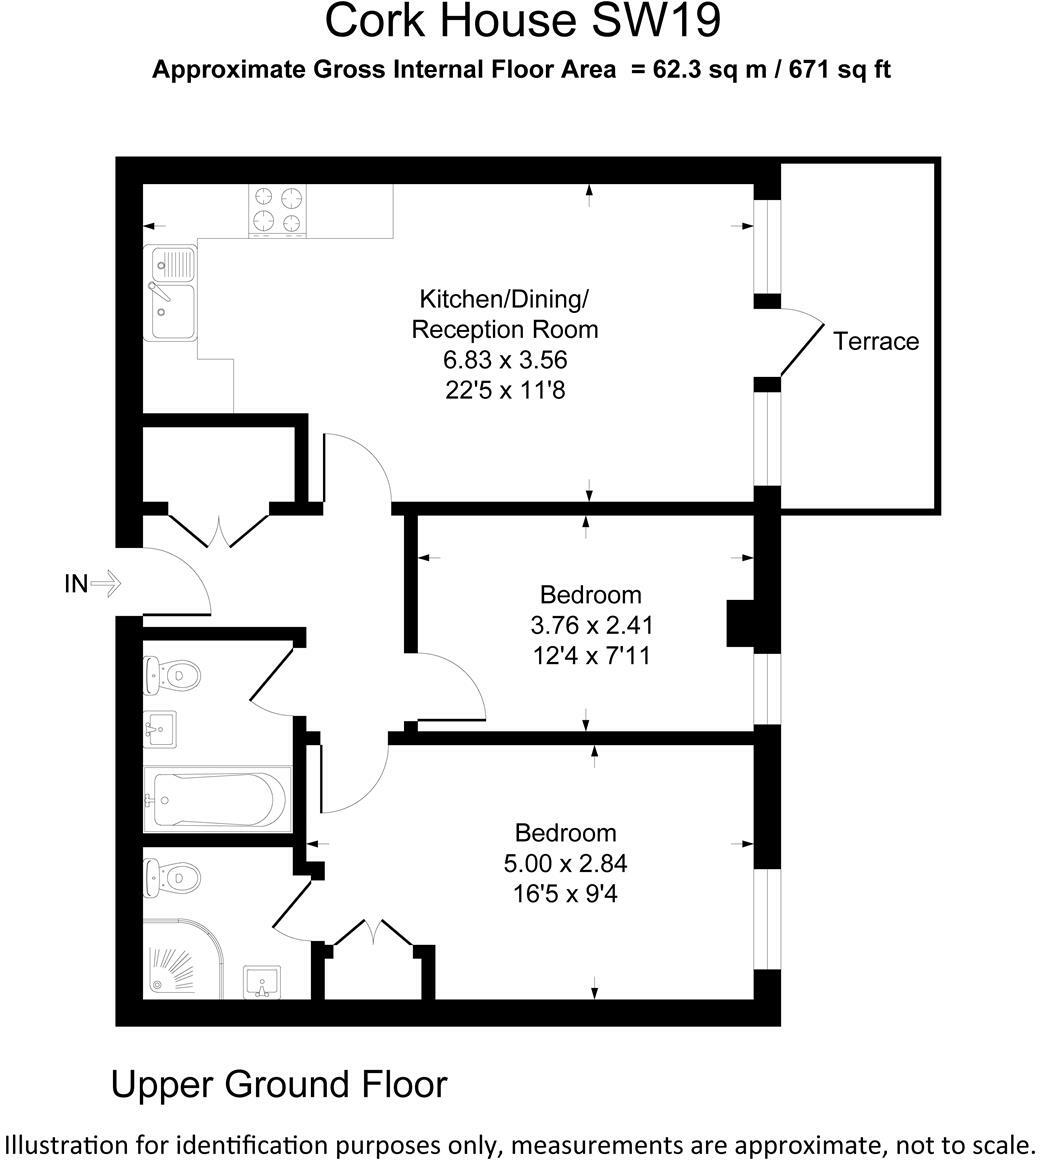 Cork House SW19
Approximate Gross Internal Floor Area = 62.3 sq m / 671 sq ft
Kitchen/Dining/
Reception Room
6.83 x 3.56
22'5 x 11'8
Terrace
IN
Bedroom
3.76 x 2.41
12'4 x 7'11
Bedroom
5.00 x 2.84
16'5 x 9'4
Upper Ground Floor
Illustration for identification purposes only, measurements are approximate, not to scale.